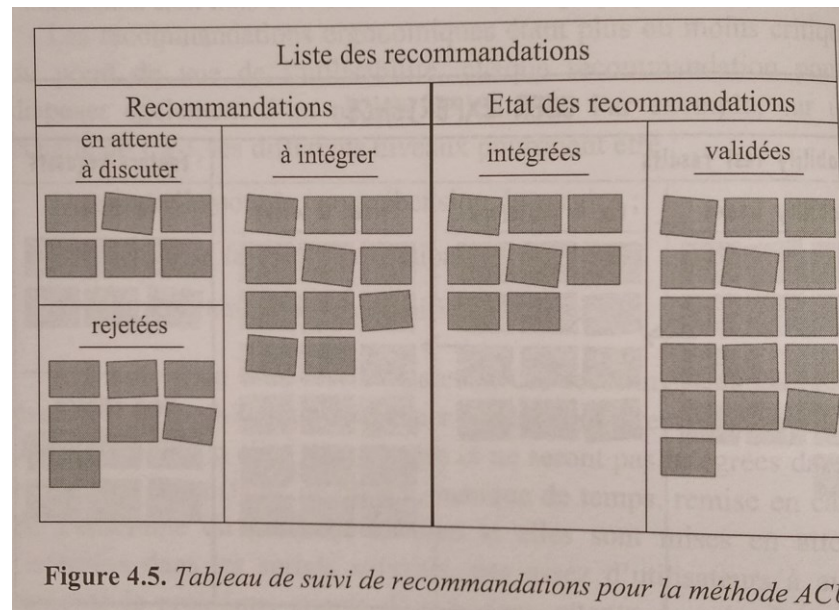 Liste des recommandations
Recommandations
Etat des recommandations
en attente
à discuter
à intégrer
intégrées
validées
rejetées
Figure 4.5. Tableau de suivi de recommandations pour la méthode